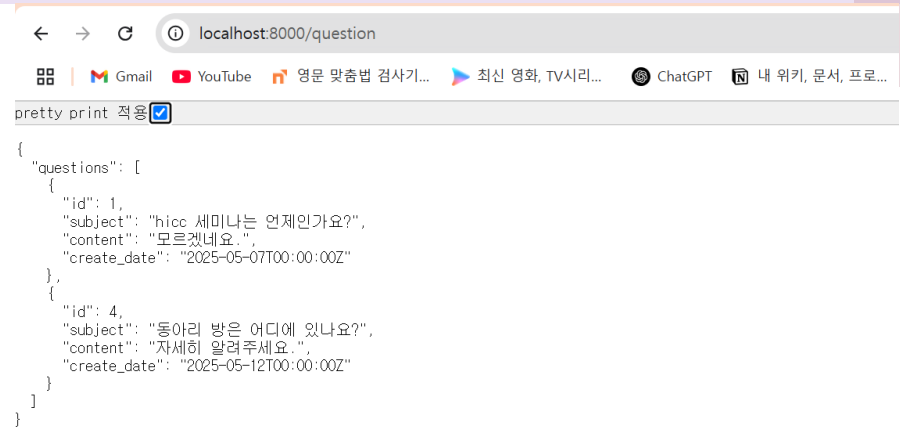 localhost:8000/question
Gmail YouTube 영문 맞춤법 검사기... 최신 영화, TV시리... ChatGPT 내 위키, 문서, 프로...
pretty print 적용
{
"questions": [
{
"id": 1,
"subject": "hicc 세미나는 언제인가요?",
"content": "모르겠네요.",
"create_date": "2025-05-07T00:00:00Z"
},
{
"id": 4,
"subject": "동아리 방은 어디에 있나요?",
"content": "자세히 알려주세요.",
"create_date": "2025-05-12T00:00:00Z"
}
]
}